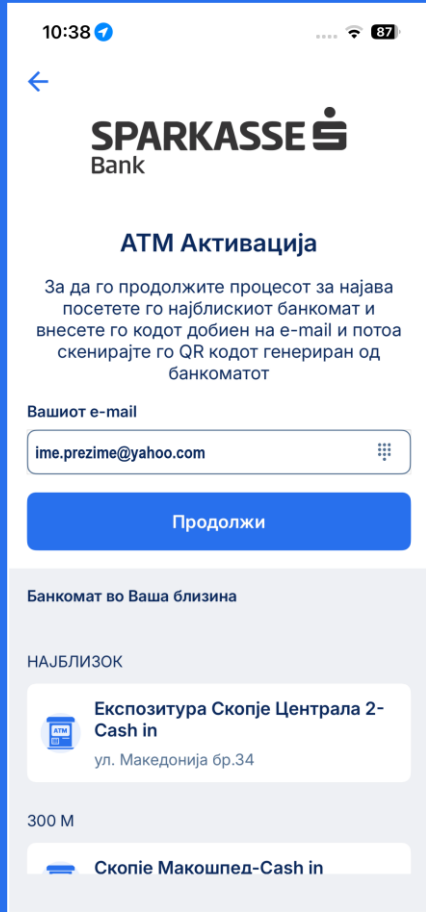 10:38
87
SPARKASSE
Bank
ATM Активација
За да го продолжите процесот за најава
посетете го најблискиот банкомат и
внесете го кодот добиен на e-mail и потоа
скенирајте го QR кодот генериран од
банкоматот
Вашиот e-mail
ime.prezime@yahoo.com
Продолжи
Банкомат во Ваша близина
НАЈБЛИЗОК
Експозитура Скопје Централа 2-
Cash in
ATM
ул. Македонија бр.34
300 М
Скопје Макошпед-Cash in